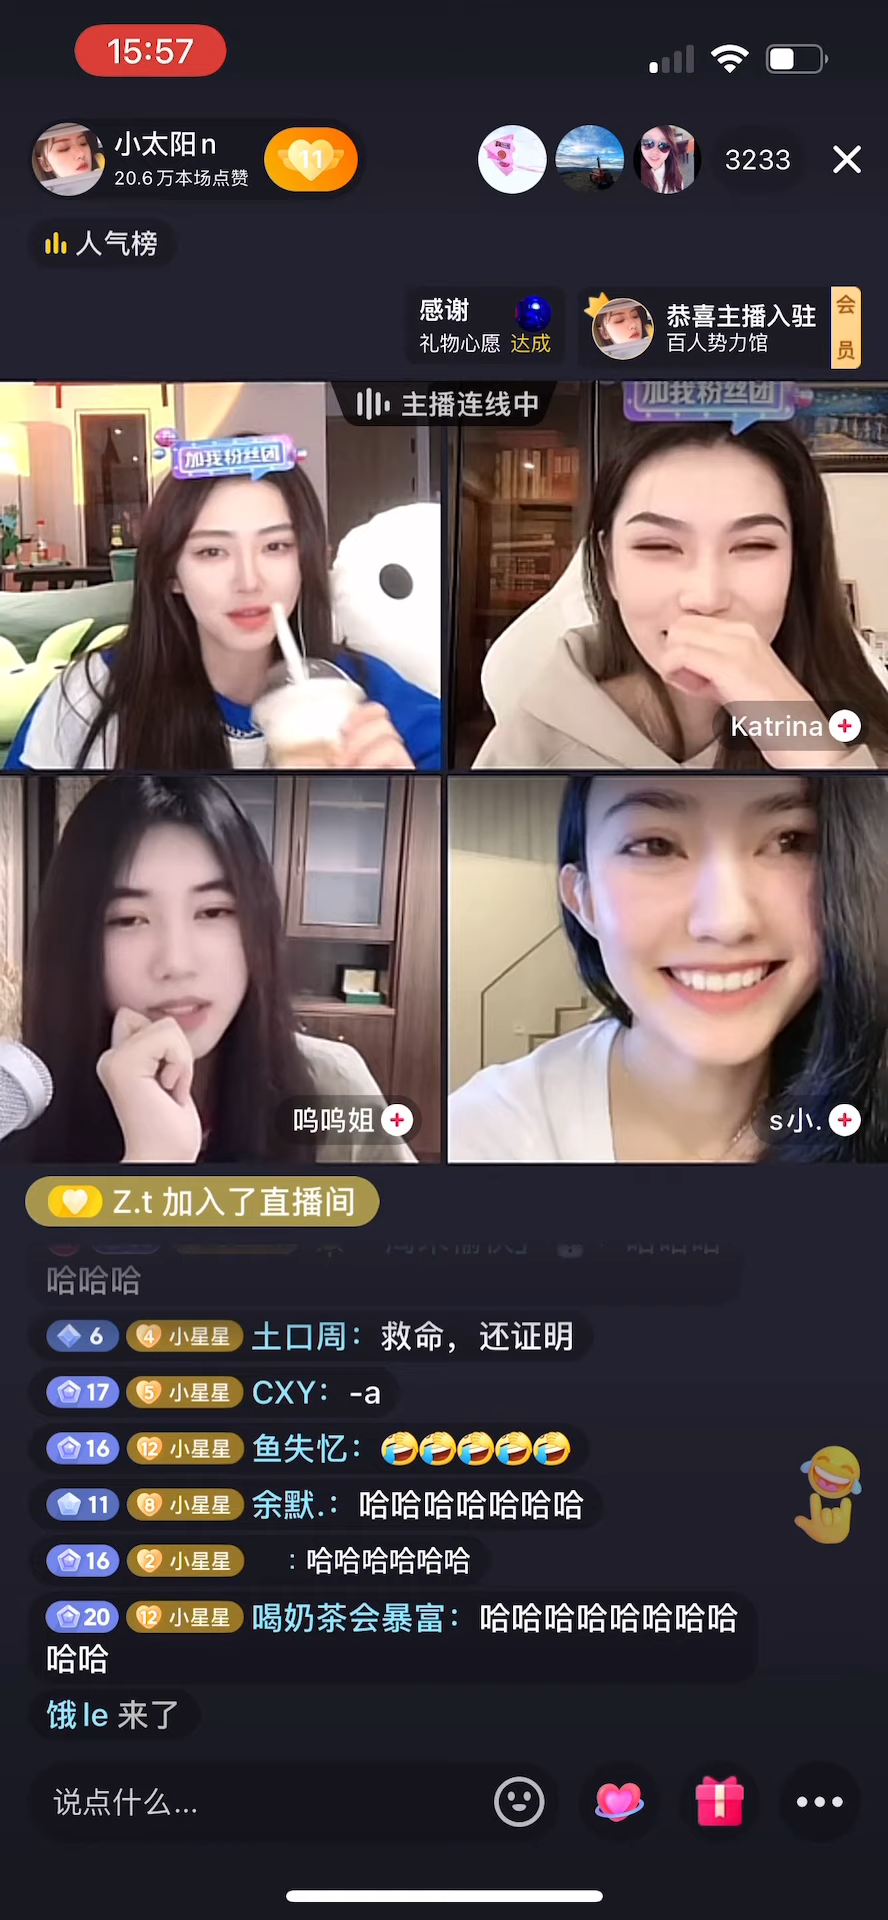 15:57
小太阳n
20.6万本场点赞
11
3233
人气榜
感谢
礼物心愿 达成
恭喜主播入驻
百人势力馆
会员
主播连线中
加我粉丝团
加我粉丝团
Katrina
呜呜姐
s小.
Z.t 加入了直播间
哈哈哈
6 4 小星星 土口周：救命，还证明
17 5 小星星 CXY：-a
16 12 小星星 鱼失忆：🤣🤣🤣🤣🤣
11 8 小星星 余默.：哈哈哈哈哈哈哈
16 2 小星星 ：哈哈哈哈哈哈
20 12 小星星 喝奶茶会暴富：哈哈哈哈哈哈哈哈
哈哈
饿le 来了
说点什么...